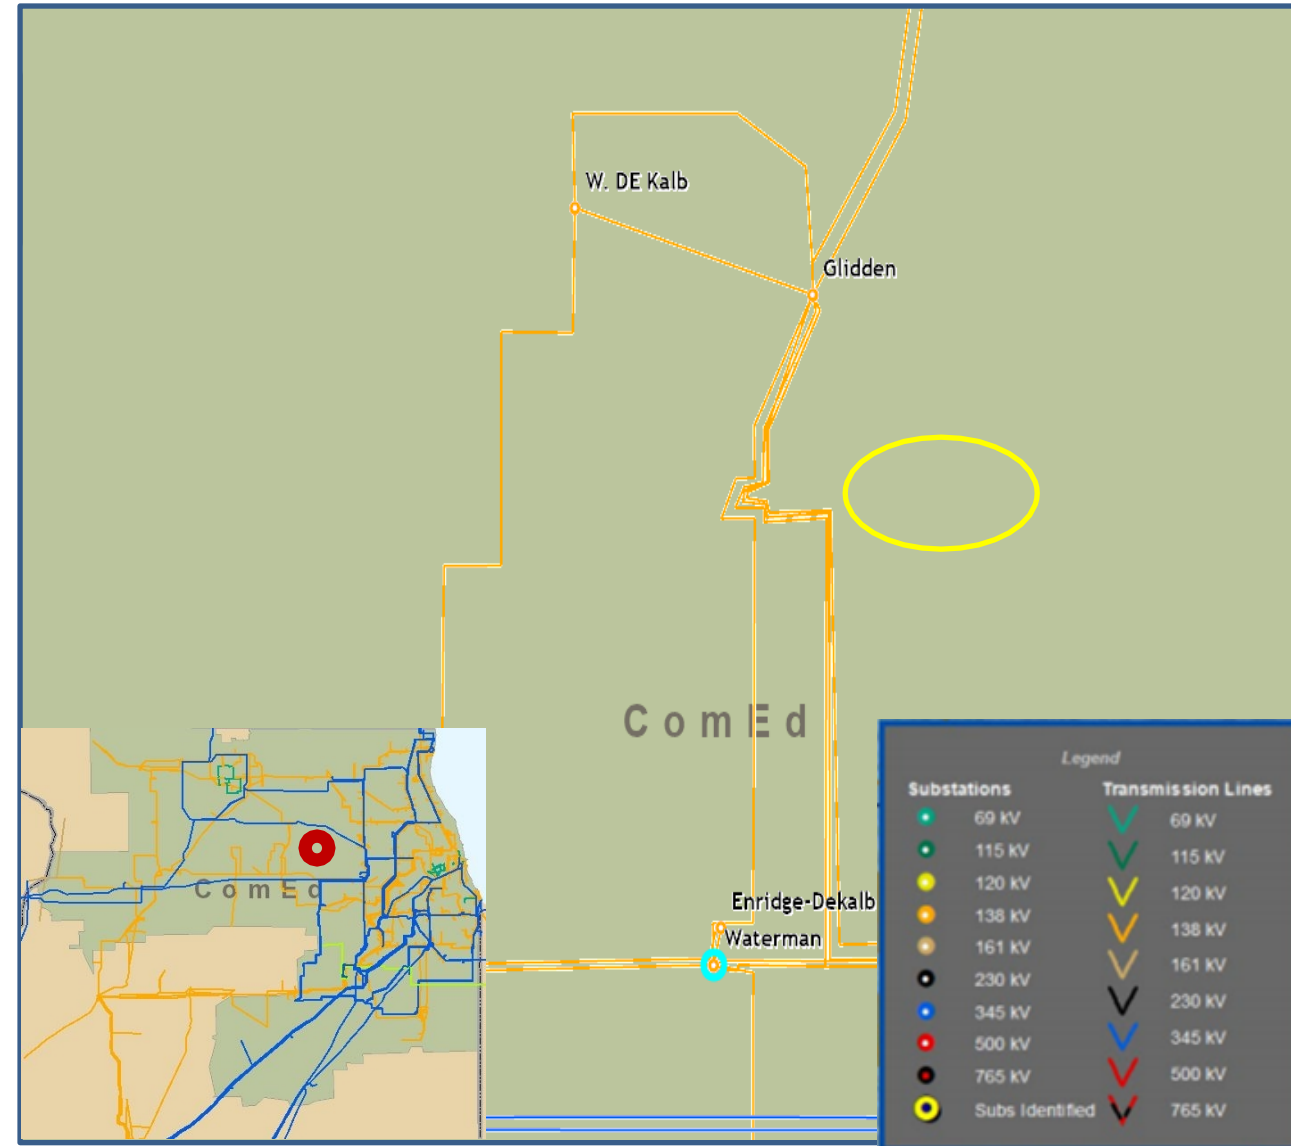 W. DE Kalb
Glidden
ComEd
Enridge-Dekalb
Waterman
ComEd
Legend
Substations Transmission Lines
69 kV 69 kV
115 kV 115 kV
120 kV 120 kV
138 kV 138 kV
161 kV 161 kV
230 kV 230 kV
345 kV 345 kV
500 kV 500 kV
765 kV 765 kV
Subs Identified